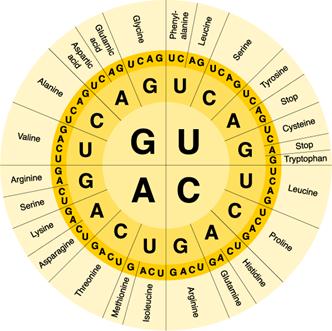 Phenyl-
alanine
Leucine
Serine
Tyrosine
Stop
Cysteine
Stop
Tryptophan
Leucine
Proline
Histidine
Glutamine
Arginine
Isoleucine
Methionine
Threonine
Asparagine
Lysine
Serine
Arginine
Valine
Alanine
Aspartic
acid
Glutamic
acid
Glycine
G U
A C
U C A G
U C A G
U C A G
U C A G
U C A G U C A G U C A G U C A G
U C A G U C A G U C A G U C A G
U C A G U C A G U C A G U C A G
U C A G U C A G U C A G U C A G